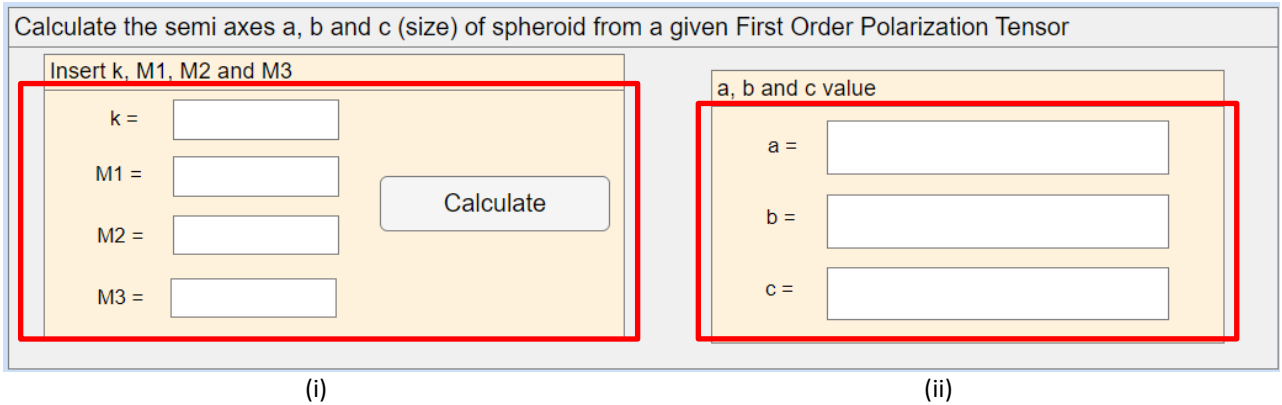 Calculate the semi axes a, b and c (size) of spheroid from a given First Order Polarization Tensor
Insert k, M1, M2 and M3
k =
M1 =
Calculate
M2 =
M3 =
a, b and c value
a =
b =
c =
(i)
(ii)